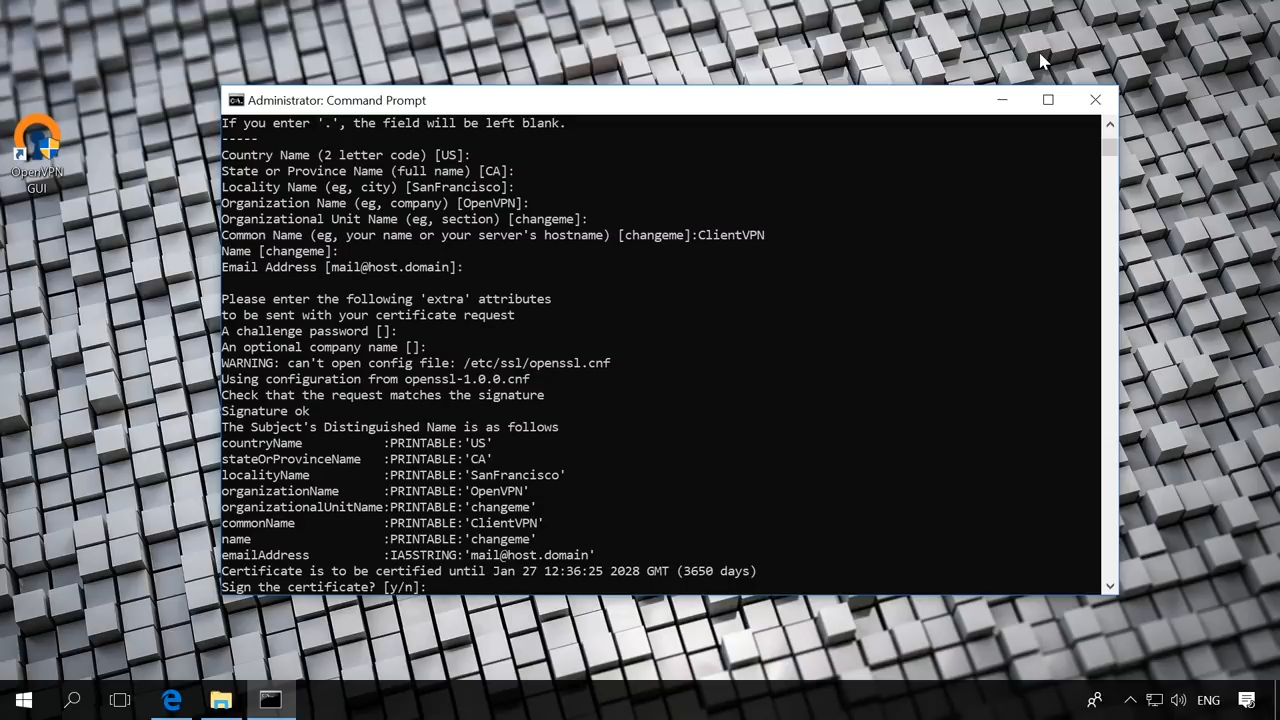 OpenVPN
GUI
Administrator: Command Prompt
If you enter '.', the field will be left blank.
-----
Country Name (2 letter code) [US]:
State or Province Name (full name) [CA]:
Locality Name (eg, city) [SanFrancisco]:
Organization Name (eg, company) [OpenVPN]:
Organizational Unit Name (eg, section) [changeme]:
Common Name (eg, your name or your server's hostname) [changeme]:ClientVPN
Name [changeme]:
Email Address [mail@host.domain]:
Please enter the following 'extra' attributes
to be sent with your certificate request
A challenge password []:
An optional company name []:
WARNING: can't open config file: /etc/ssl/openssl.cnf
Using configuration from openssl-1.0.0.cnf
Check that the request matches the signature
Signature ok
The Subject's Distinguished Name is as follows
countryName           :PRINTABLE:'US'
stateOrProvinceName   :PRINTABLE:'CA'
localityName          :PRINTABLE:'SanFrancisco'
organizationName      :PRINTABLE:'OpenVPN'
organizationalUnitName:PRINTABLE:'changeme'
commonName            :PRINTABLE:'ClientVPN'
name                  :PRINTABLE:'changeme'
emailAddress          :IA5STRING:'mail@host.domain'
Certificate is to be certified until Jan 27 12:36:25 2028 GMT (3650 days)
Sign the certificate? [y/n]:
ENG